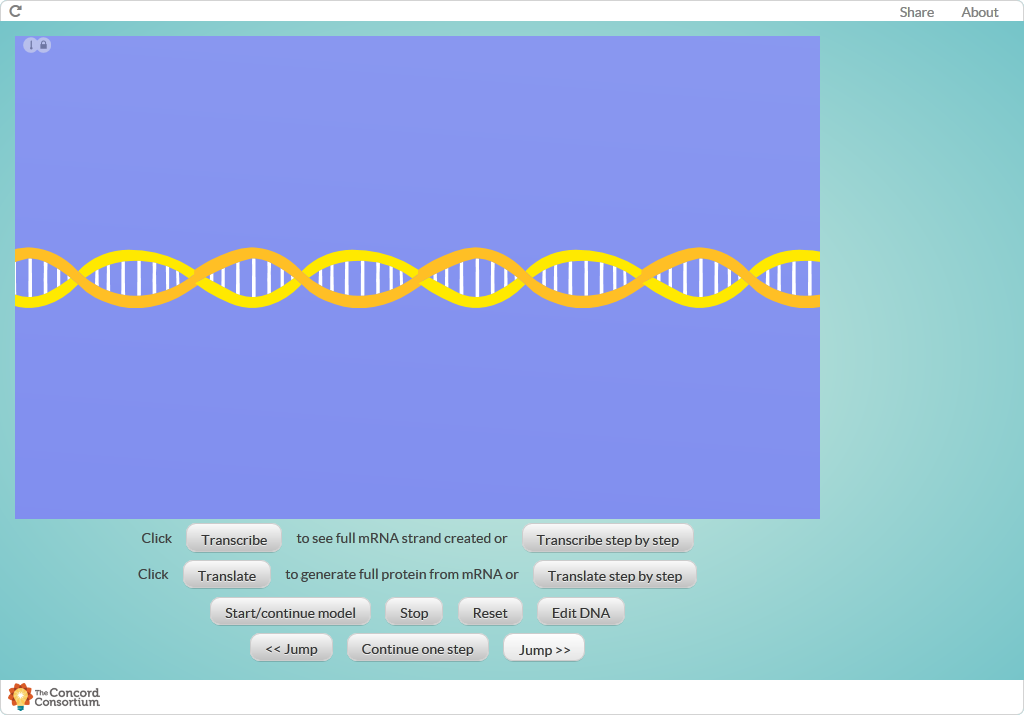 Share About
Click Transcribe to see full mRNA strand created or Transcribe step by step
Click Translate to generate full protein from mRNA or Translate step by step
Start/continue model Stop Reset Edit DNA
<< Jump Continue one step Jump >>
The Concord
Consortium